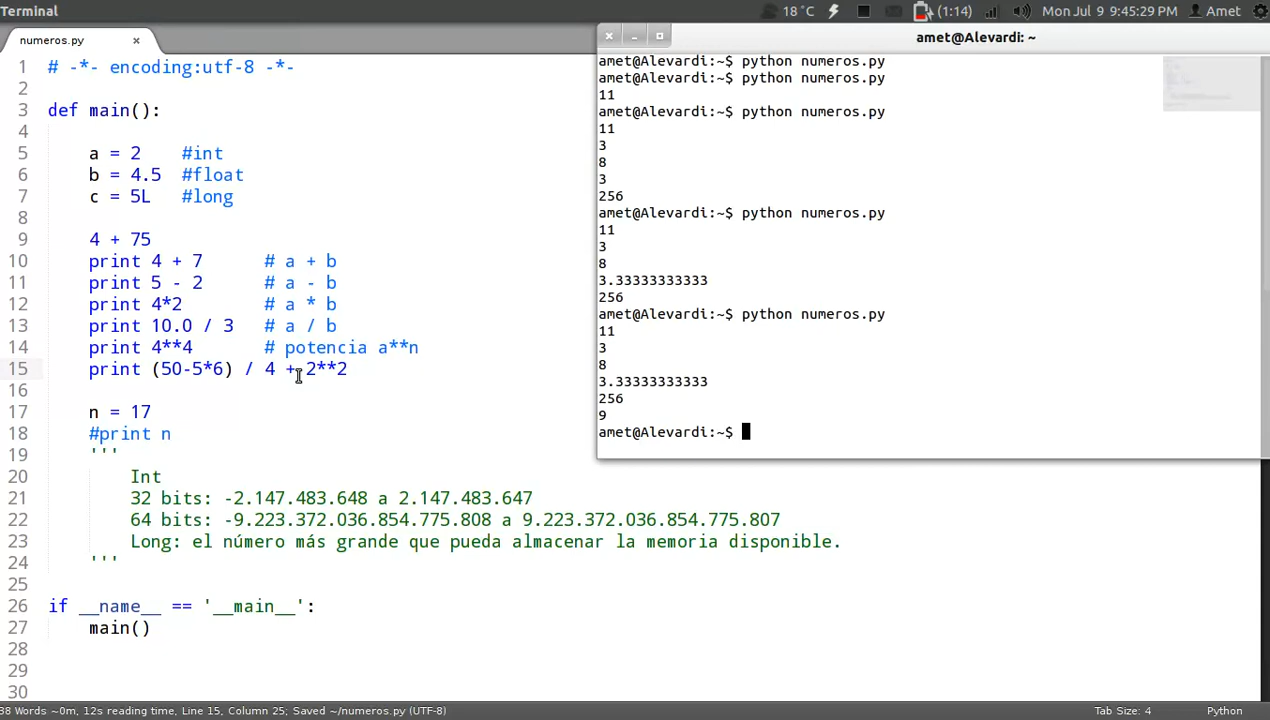 Terminal
18 °C
(1:14)
Mon Jul 9 9:45:29 PM
Amet
numeros.py ×
1 # -*- encoding:utf-8 -*-
2
3 def main():
4
5 a = 2 #int
6 b = 4.5 #float
7 c = 5L #long
8
9 4 + 75
10 print 4 + 7 # a + b
11 print 5 - 2 # a - b
12 print 4*2 # a * b
13 print 10.0 / 3 # a / b
14 print 4**4 # potencia a**n
15 print (50-5*6) / 4 + 2**2
16
17 n = 17
18 #print n
19 '''
20 Int
21 32 bits: -2.147.483.648 a 2.147.483.647
22 64 bits: -9.223.372.036.854.775.808 a 9.223.372.036.854.775.807
23 Long: el número más grande que pueda almacenar la memoria disponible.
24 '''
25
26 if __name__ == '__main__':
27 main()
28
29
30
amet@Alevardi: ~
amet@Alevardi:~$ python numeros.py
amet@Alevardi:~$ python numeros.py
11
amet@Alevardi:~$ python numeros.py
11
3
8
3
256
amet@Alevardi:~$ python numeros.py
11
3
8
3.33333333333
256
amet@Alevardi:~$ python numeros.py
11
3
8
3.33333333333
256
9
amet@Alevardi:~$
38 Words ~0m, 12s reading time, Line 15, Column 25; Saved ~/numeros.py (UTF-8)
Tab Size: 4
Python